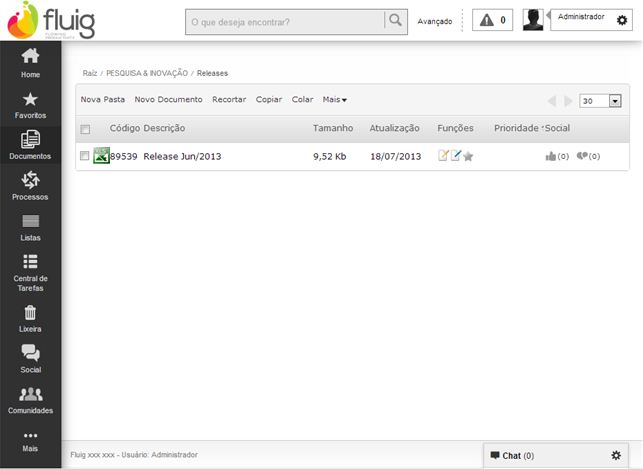 fluig
O que deseja encontrar?
Avançado
0
Administrador
Home
Favoritos
Documentos
Processos
Listas
Central de
Tarefas
Lixeira
Social
Comunidades
Mais
Raíz / PESQUISA & INOVAÇÃO / Releases
Nova Pasta Novo Documento Recortar Copiar Colar Mais
30
Código Descrição Tamanho Atualização Funções Prioridade Social
89539 Release Jun/2013 9,52 Kb 18/07/2013 (0) (0)
Fluig xxx xxx - Usuário: Administrador
Chat (0)